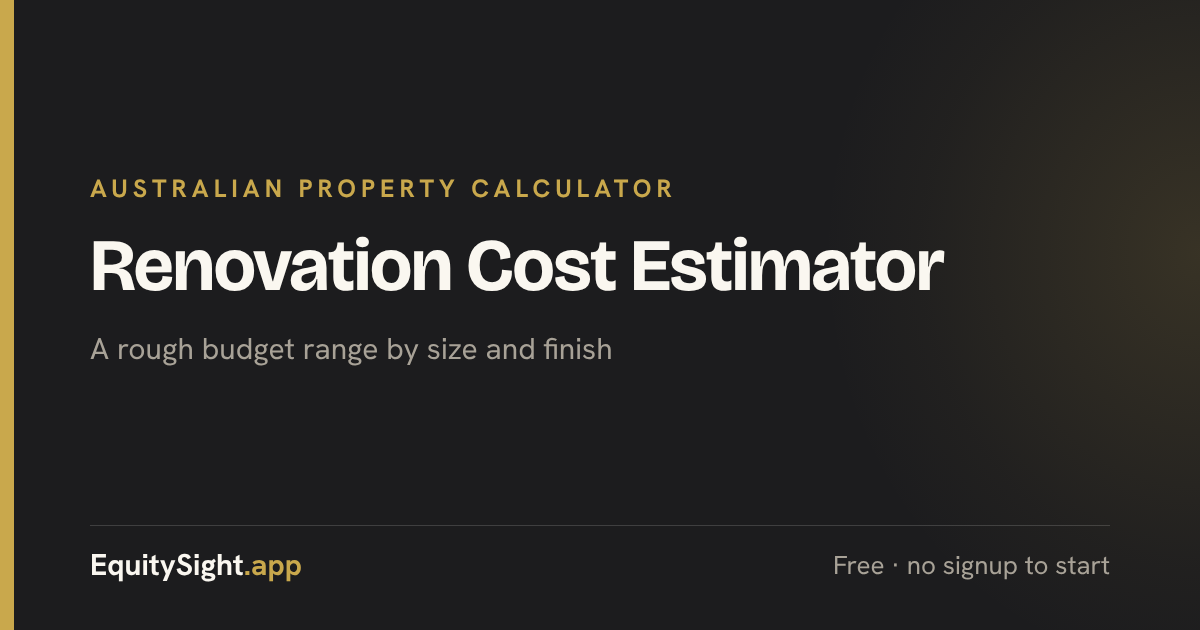 AUSTRALIAN PROPERTY CALCULATOR
Renovation Cost Estimator
A rough budget range by size and finish
EquitySight.app
Free · no signup to start